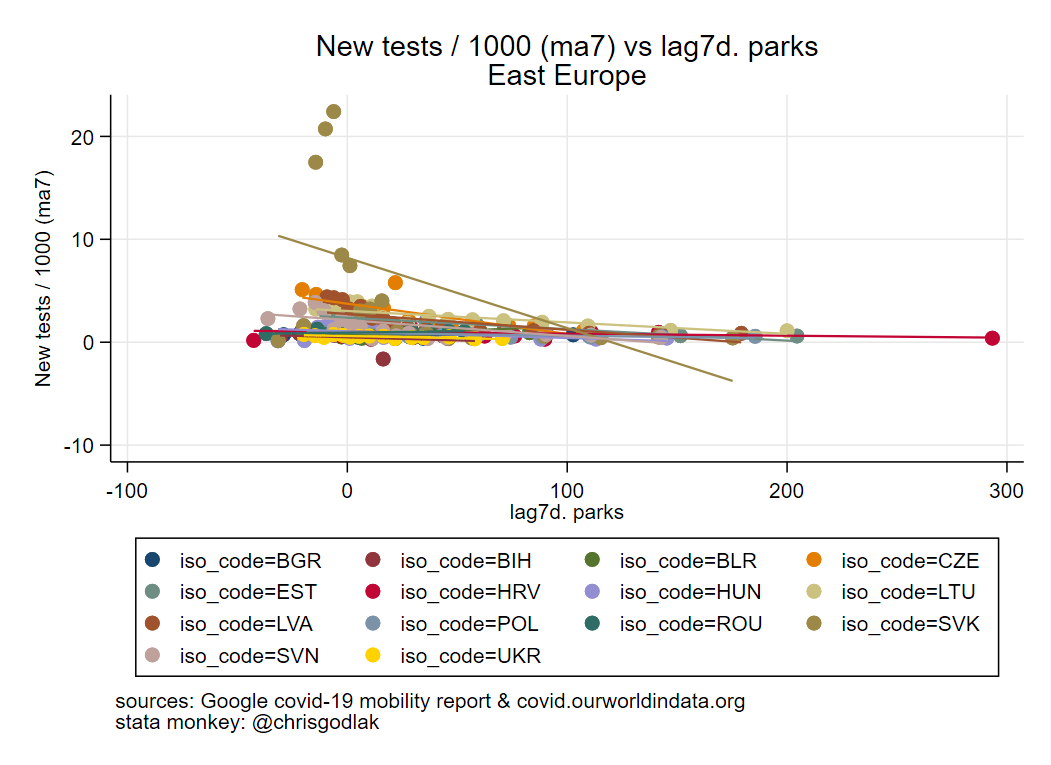 New tests / 1000 (ma7) vs lag7d. parks
East Europe
New tests / 1000 (ma7)
20
10
0
-10
-100 0 100 200 300
lag7d. parks
iso_code=BGR iso_code=BIH iso_code=BLR iso_code=CZE
iso_code=EST iso_code=HRV iso_code=HUN iso_code=LTU
iso_code=LVA iso_code=POL iso_code=ROU iso_code=SVK
iso_code=SVN iso_code=UKR
sources: Google covid-19 mobility report & covid.ourworldindata.org
stata monkey: @chrisgodlak